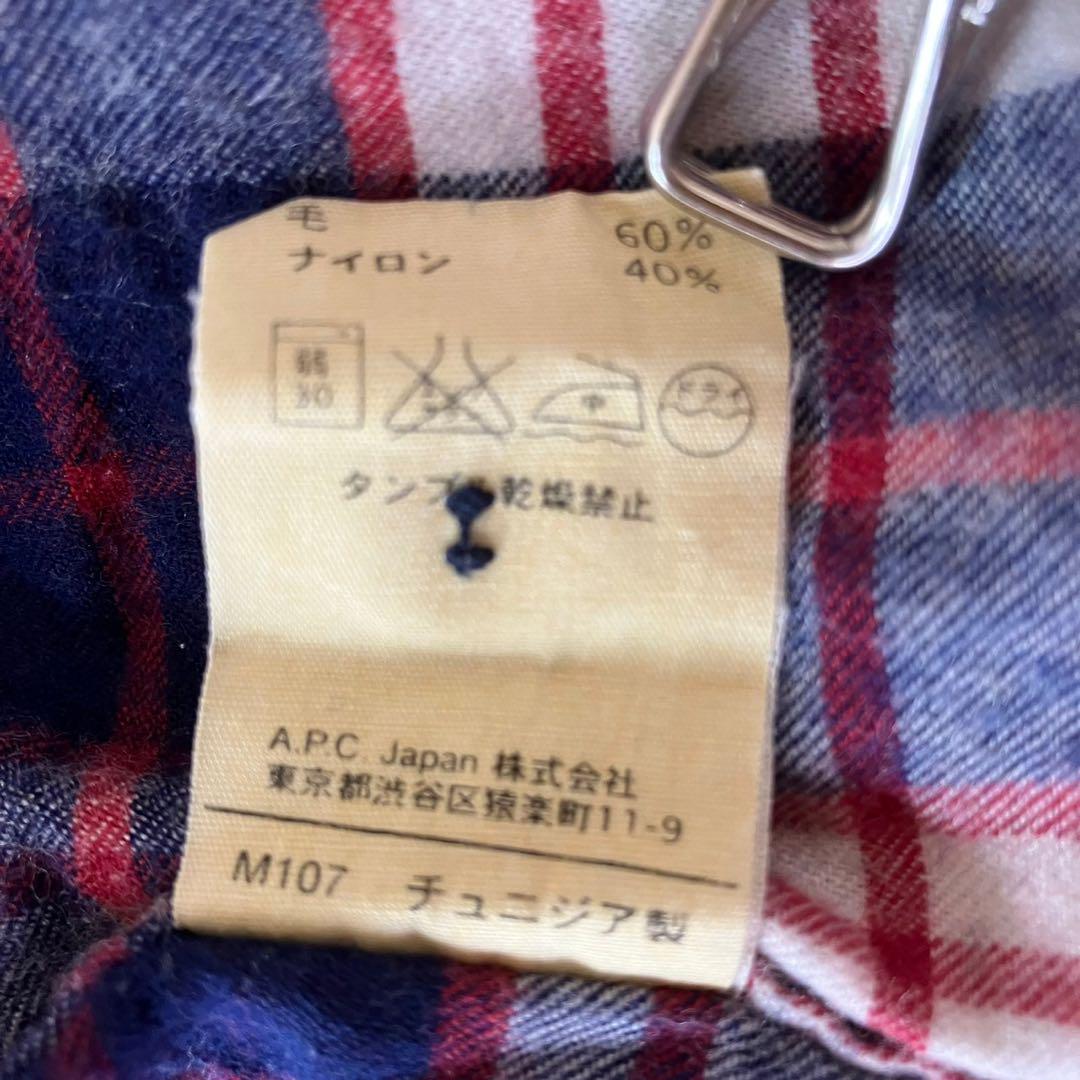 毛 60%
ナイロン 40%
弱
30
中
ドライ
タンブル乾燥禁止
A.P.C. Japan 株式会社
東京都渋谷区猿楽町11-9
M107 チュニジア製